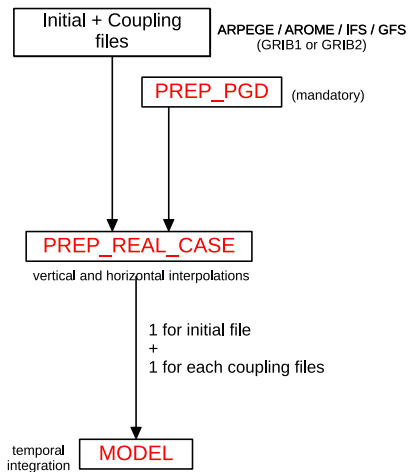 Initial + Coupling
files
ARPEGE / AROME / IFS / GFS
(GRIB1 or GRIB2)
PREP_PGD
(mandatory)
PREP_REAL_CASE
vertical and horizontal interpolations
1 for initial file
+
1 for each coupling files
temporal
integration
MODEL